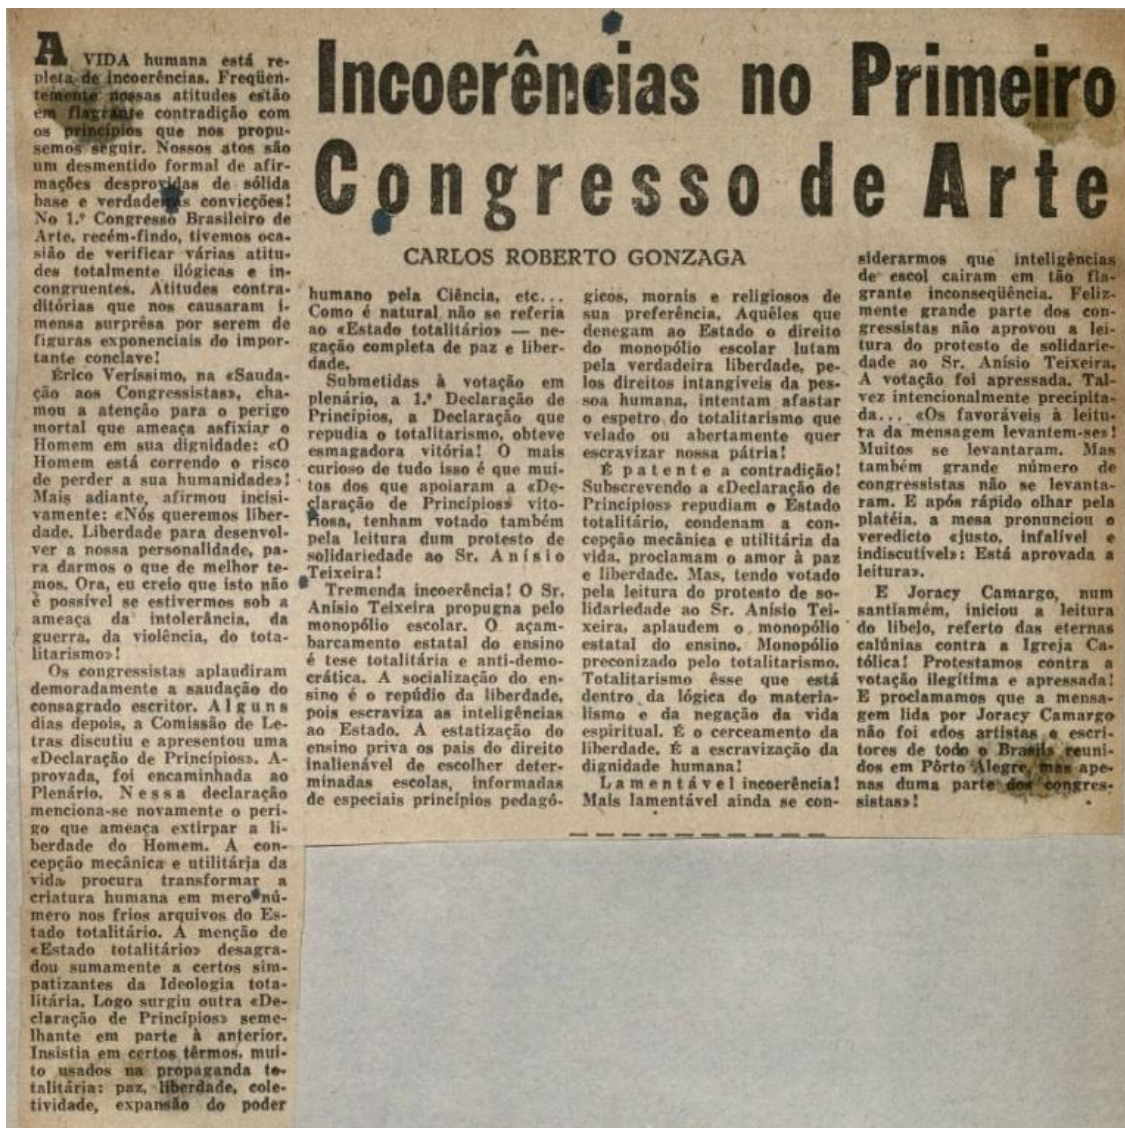 Incoerências no Primeiro
Congresso de Arte
CARLOS ROBERTO GONZAGA
A VIDA humana está re-
pleta de incoerências. Freqüen-
temente nossas atitudes estão
em flagrante contradição com
os princípios que nos propu-
semos seguir. Nossos atos são
um desmentido formal de afir-
mações desprovidas de sólida
base e verdadeiras convicções!
No 1.º Congresso Brasileiro de
Arte, recém-findo, tivemos oca-
sião de verificar várias atitu-
des totalmente ilógicas e in-
congruentes. Atitudes contra-
ditórias que nos causaram i-
mensa surprêsa por serem de
figuras exponenciais do impor-
tante conclave!
Érico Veríssimo, na «Sauda-
ção aos Congressistas», cha-
mou a atenção para o perigo
mortal que ameaça asfixiar o
Homem em sua dignidade: «O
Homem está correndo o risco
de perder a sua humanidade»!
Mais adiante, afirmou incisi-
vamente: «Nós queremos liber-
dade. Liberdade para desenvol-
ver a nossa personalidade, pa-
ra darmos o que de melhor te-
mos. Ora, eu creio que isto não
é possível se estivermos sob a
ameaça da intolerância, da
guerra, da violência, do tota-
litarismo»!
Os congressistas aplaudiram
demoradamente a saudação do
consagrado escritor. Alguns
dias depois, a Comissão de Le-
tras discutiu e apresentou uma
«Declaração de Princípios». A-
provada, foi encaminhada ao
Plenário. Nessa declaração
menciona-se novamente o peri-
go que ameaça extirpar a li-
berdade do Homem. A con-
cepção mecânica e utilitária da
vida procura transformar a
criatura humana em mero nú-
mero nos frios arquivos do Es-
tado totalitário. A menção de
«Estado totalitário» desagra-
dou sumamente a certos sim-
patizantes da Ideologia tota-
litária. Logo surgiu outra «De-
claração de Princípios» seme-
lhante em parte à anterior.
Insistia em certos têrmos, mui-
to usados na propaganda to-
talitária: paz, liberdade, cole-
tividade, expansão do poder
humano pela Ciência, etc...
Como é natural não se referia
ao «Estado totalitário» — ne-
gação completa de paz e liber-
dade.
Submetidas à votação em
plenário, a 1.ª Declaração de
Princípios, a Declaração que
repudia o totalitarismo, obteve
esmagadora vitória! O mais
curioso de tudo isso é que mui-
tos dos que apoiaram a «De-
claração de Princípios» vito-
riosa, tenham votado também
pela leitura dum protesto de
solidariedade ao Sr. Anísio
Teixeira!
Tremenda incoerência! O Sr.
Anísio Teixeira propugna pelo
monopólio escolar. O açam-
barcamento estatal do ensino
é tese totalitária e anti-demo-
crática. A socialização do en-
sino é o repúdio da liberdade,
pois escraviza as inteligências
ao Estado. A estatização do
ensino priva os pais do direito
inalienável de escolher deter-
minadas escolas, informadas
de especiais princípios pedagó-
gicos, morais e religiosos de
sua preferência. Aquêles que
denegam ao Estado o direito
do monopólio escolar lutam
pela verdadeira liberdade, pe-
los direitos intangíveis da pes-
soa humana, intentam afastar
o espetro do totalitarismo que
velado ou abertamente quer
escravizar nossa pátria!
É patente a contradição!
Subscrevendo a «Declaração de
Princípios» repudiam o Estado
totalitário, condenam a con-
cepção mecânica e utilitária da
vida, proclamam o amor à paz
e liberdade. Mas, tendo votado
pela leitura do protesto de so-
lidariedade ao Sr. Anísio Tei-
xeira, aplaudem o monopólio
estatal do ensino. Monopólio
preconizado pelo totalitarismo.
Totalitarismo êsse que está
dentro da lógica do materia-
lismo e da negação da vida
espiritual. É o cerceamento da
liberdade. É a escravização da
dignidade humana!
Lamentável incoerência!
Mais lamentável ainda se con-
siderarmos que inteligências
de escol cairam em tão fla-
grante inconseqüência. Feliz-
mente grande parte dos con-
gressistas não aprovou a lei-
tura do protesto de solidarie-
dade ao Sr. Anísio Teixeira.
A votação foi apressada. Tal-
vez intencionalmente precipita-
da... «Os favoráveis à leitu-
ra da mensagem levantem-se»!
Muitos se levantaram. Mas
também grande número de
congressistas não se levanta-
ram. E após rápido olhar pela
platéia, a mesa pronunciou o
veredicto «justo, infalível e
indiscutível»: Está aprovada a
leitura».
E Joracy Camargo, num
santiamém, iniciou a leitura
do libelo, referto das eternas
calúnias contra a Igreja Ca-
tólica! Protestamos contra a
votação ilegítima e apressada!
E proclamamos que a mensa-
gem lida por Joracy Camargo
não foi «dos artistas e escri-
tores de todo o Brasil» reuni-
dos em Pôrto Alegre, mas ape-
nas duma parte dos congres-
sistas»!